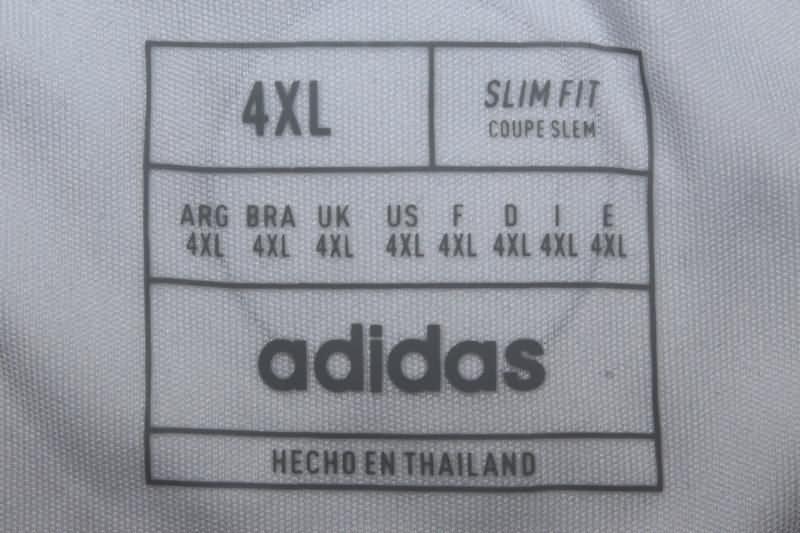 4XL
SLIM FIT
COUPE SLEM
ARG BRA UK US F D I E
4XL 4XL 4XL 4XL 4XL 4XL 4XL 4XL
adidas
HECHO EN THAILAND